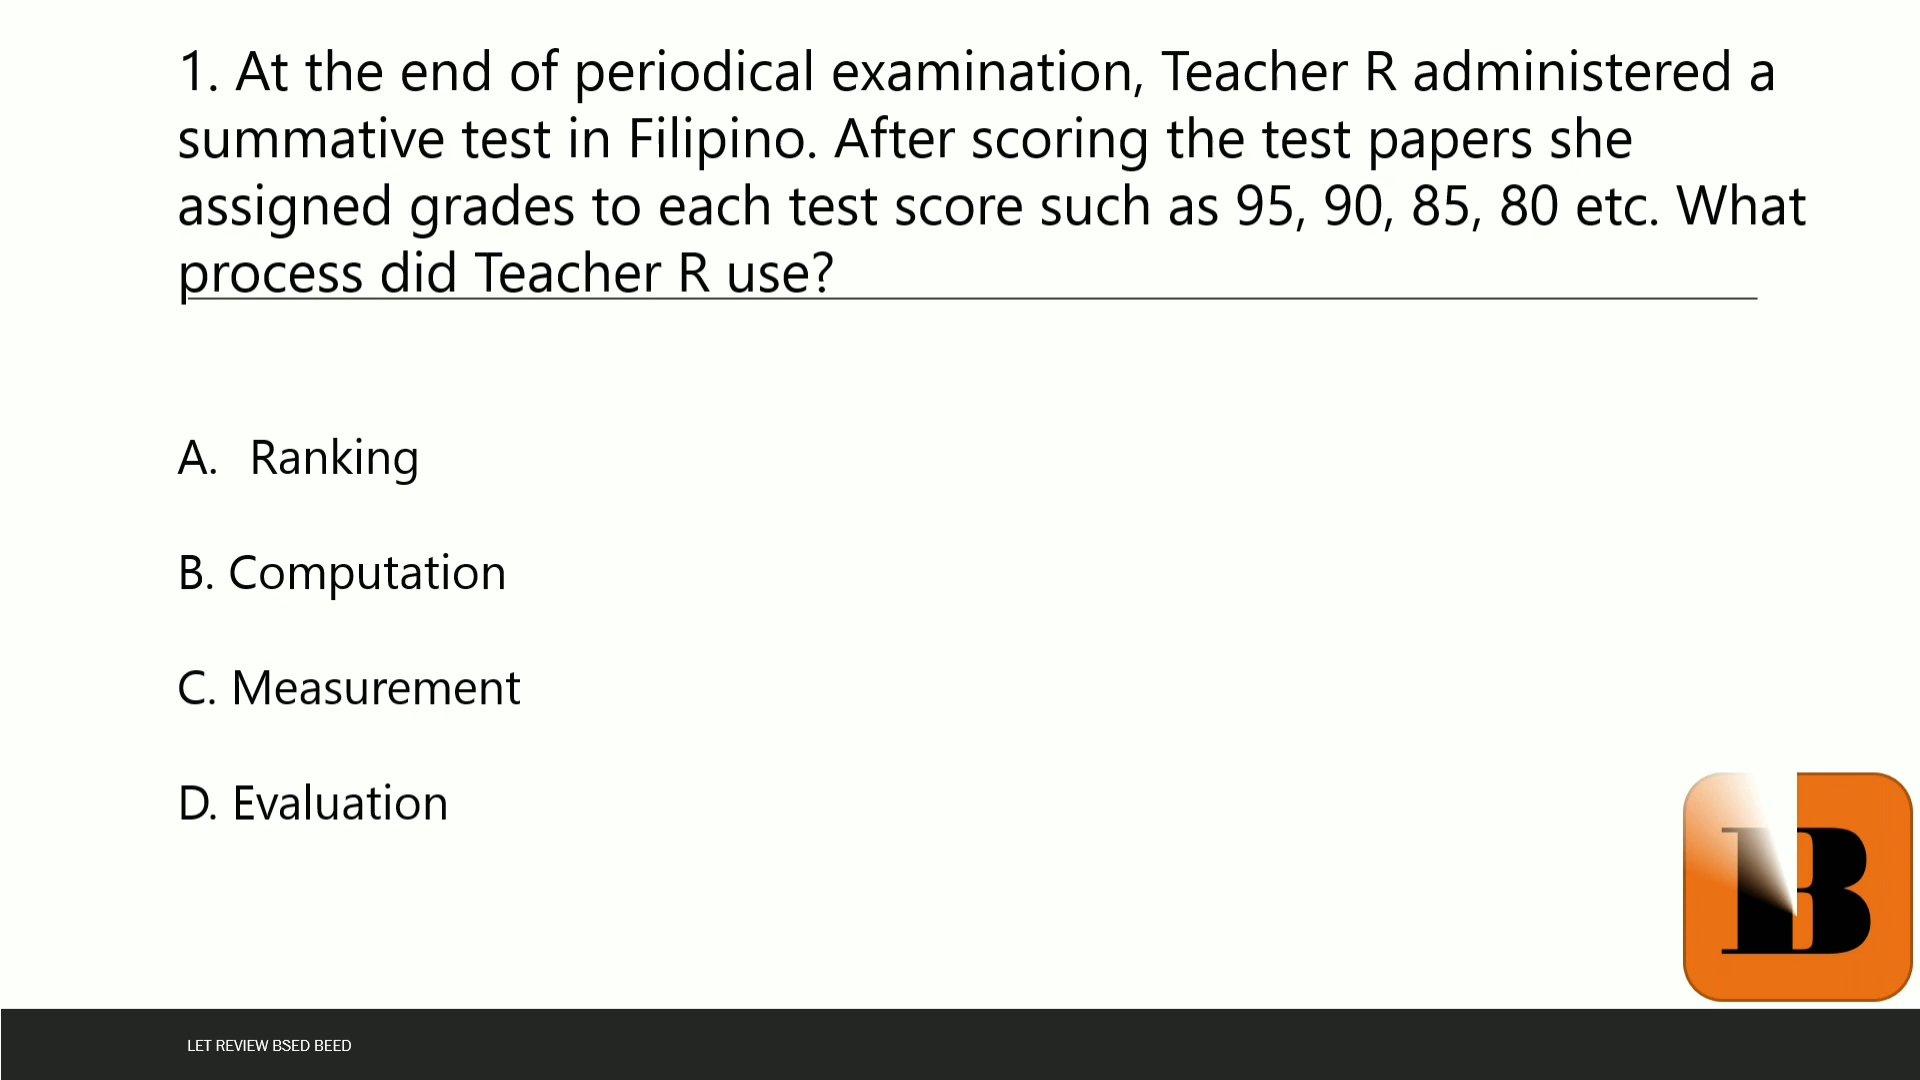 1. At the end of periodical examination, Teacher R administered a
summative test in Filipino. After scoring the test papers she
assigned grades to each test score such as 95, 90, 85, 80 etc. What
process did Teacher R use?
A. Ranking
B. Computation
C. Measurement
D. Evaluation
B
LET REVIEW BSED BEED